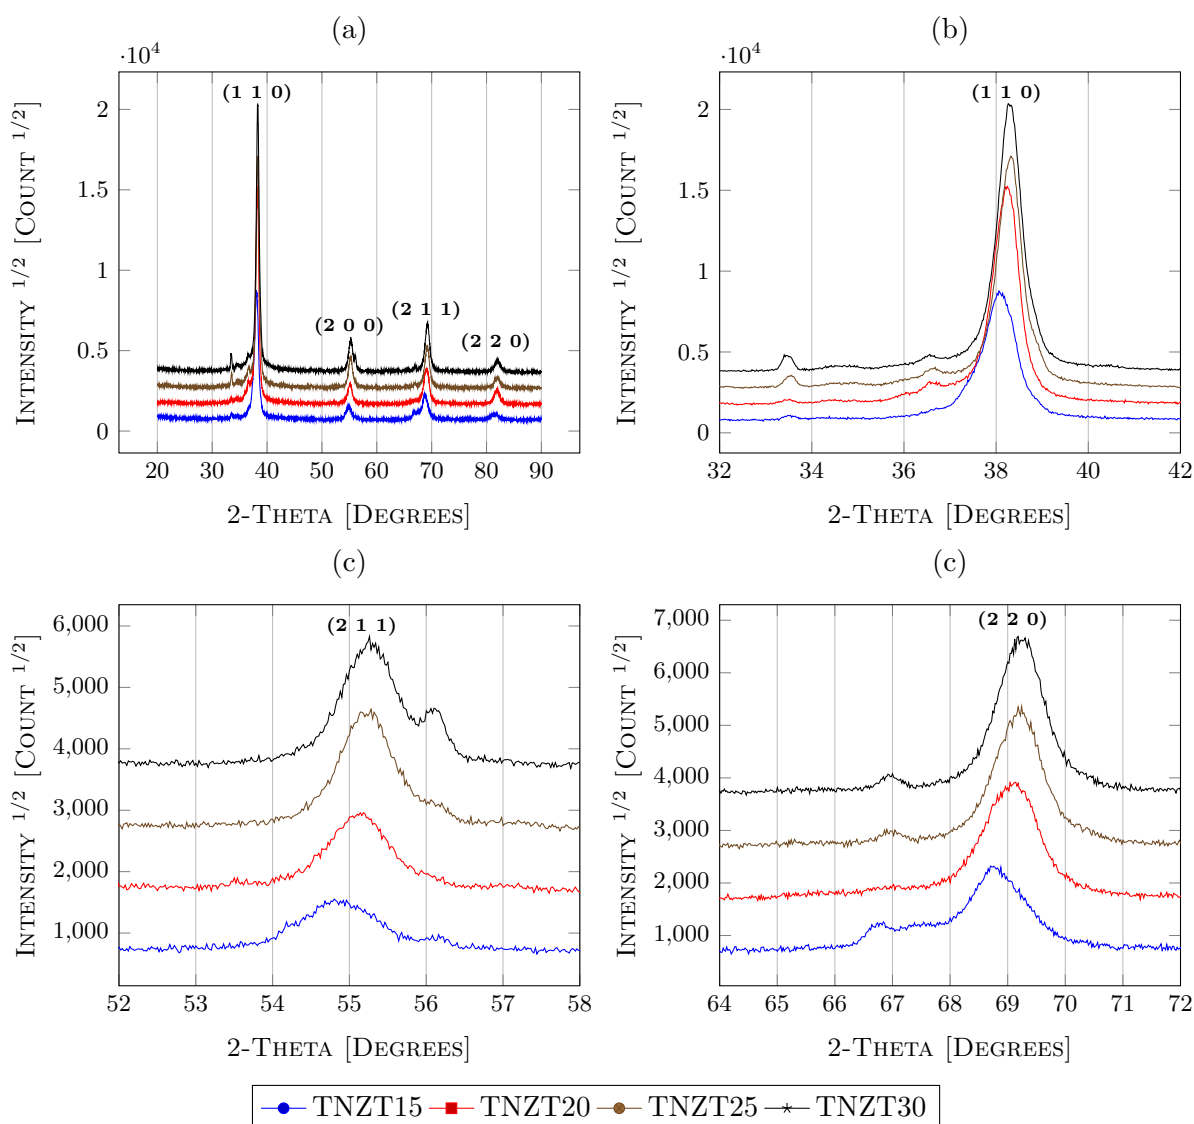 (a)
·10⁴
INTENSITY ^1/2 [COUNT ^1/2]
2
1.5
1
0.5
0
(1 1 0)
(2 0 0)
(2 1 1)
(2 2 0)
20 30 40 50 60 70 80 90
2-THETA [DEGREES]
(b)
·10⁴
INTENSITY ^1/2 [COUNT ^1/2]
2
1.5
1
0.5
0
(1 1 0)
32 34 36 38 40 42
2-THETA [DEGREES]
(c)
INTENSITY ^1/2 [COUNT ^1/2]
6,000
5,000
4,000
3,000
2,000
1,000
(2 1 1)
52 53 54 55 56 57 58
2-THETA [DEGREES]
(c)
INTENSITY ^1/2 [COUNT ^1/2]
7,000
6,000
5,000
4,000
3,000
2,000
1,000
(2 2 0)
64 65 66 67 68 69 70 71 72
2-THETA [DEGREES]
TNZT15 TNZT20 TNZT25 TNZT30